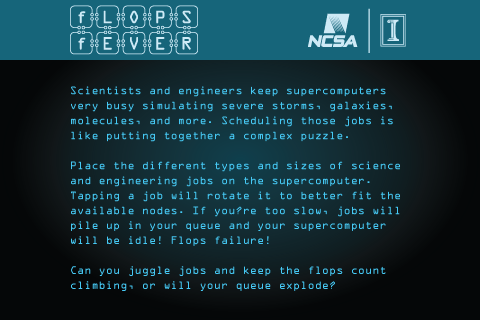 fLOPS
fEVER
NCSA
I
Scientists and engineers keep supercomputers
very busy simulating severe storms, galaxies,
molecules, and more. Scheduling those jobs is
like putting together a complex puzzle.
Place the different types and sizes of science
and engineering jobs on the supercomputer.
Tapping a job will rotate it to better fit the
available nodes. If you're too slow, jobs will
pile up in your queue and your supercomputer
will be idle! Flops failure!
Can you juggle jobs and keep the flops count
climbing, or will your queue explode?